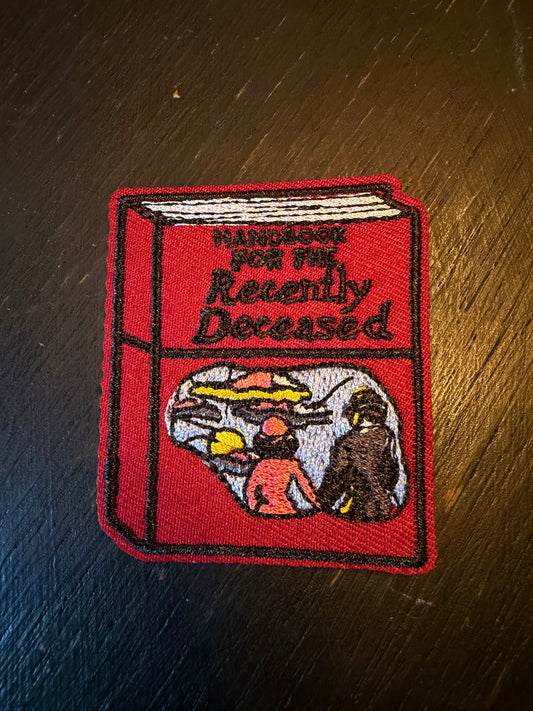 HANDBOOK
FOR THE
Recently
Deceased